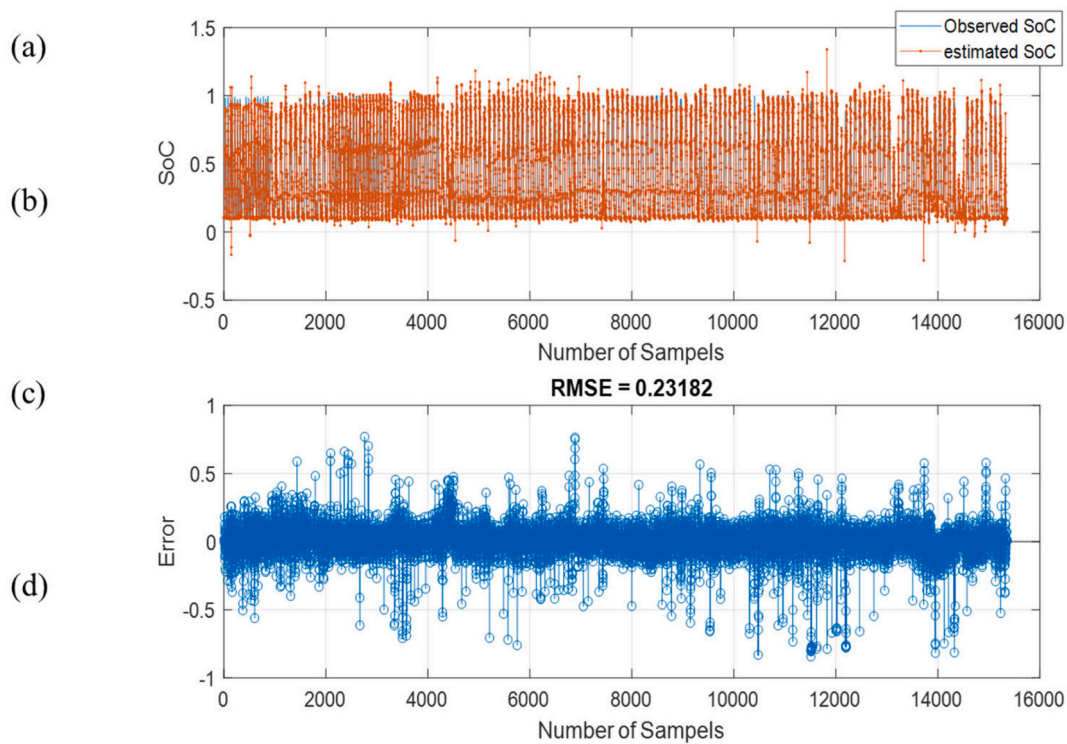 Observed SoC
estimated SoC
(a)
(b)
(c)
(d)
1.5
1
0.5
0
-0.5
SoC
0 2000 4000 6000 8000 10000 12000 14000 16000
Number of Sampels
RMSE = 0.23182
1
0.5
0
-0.5
-1
Error
0 2000 4000 6000 8000 10000 12000 14000 16000
Number of Sampels